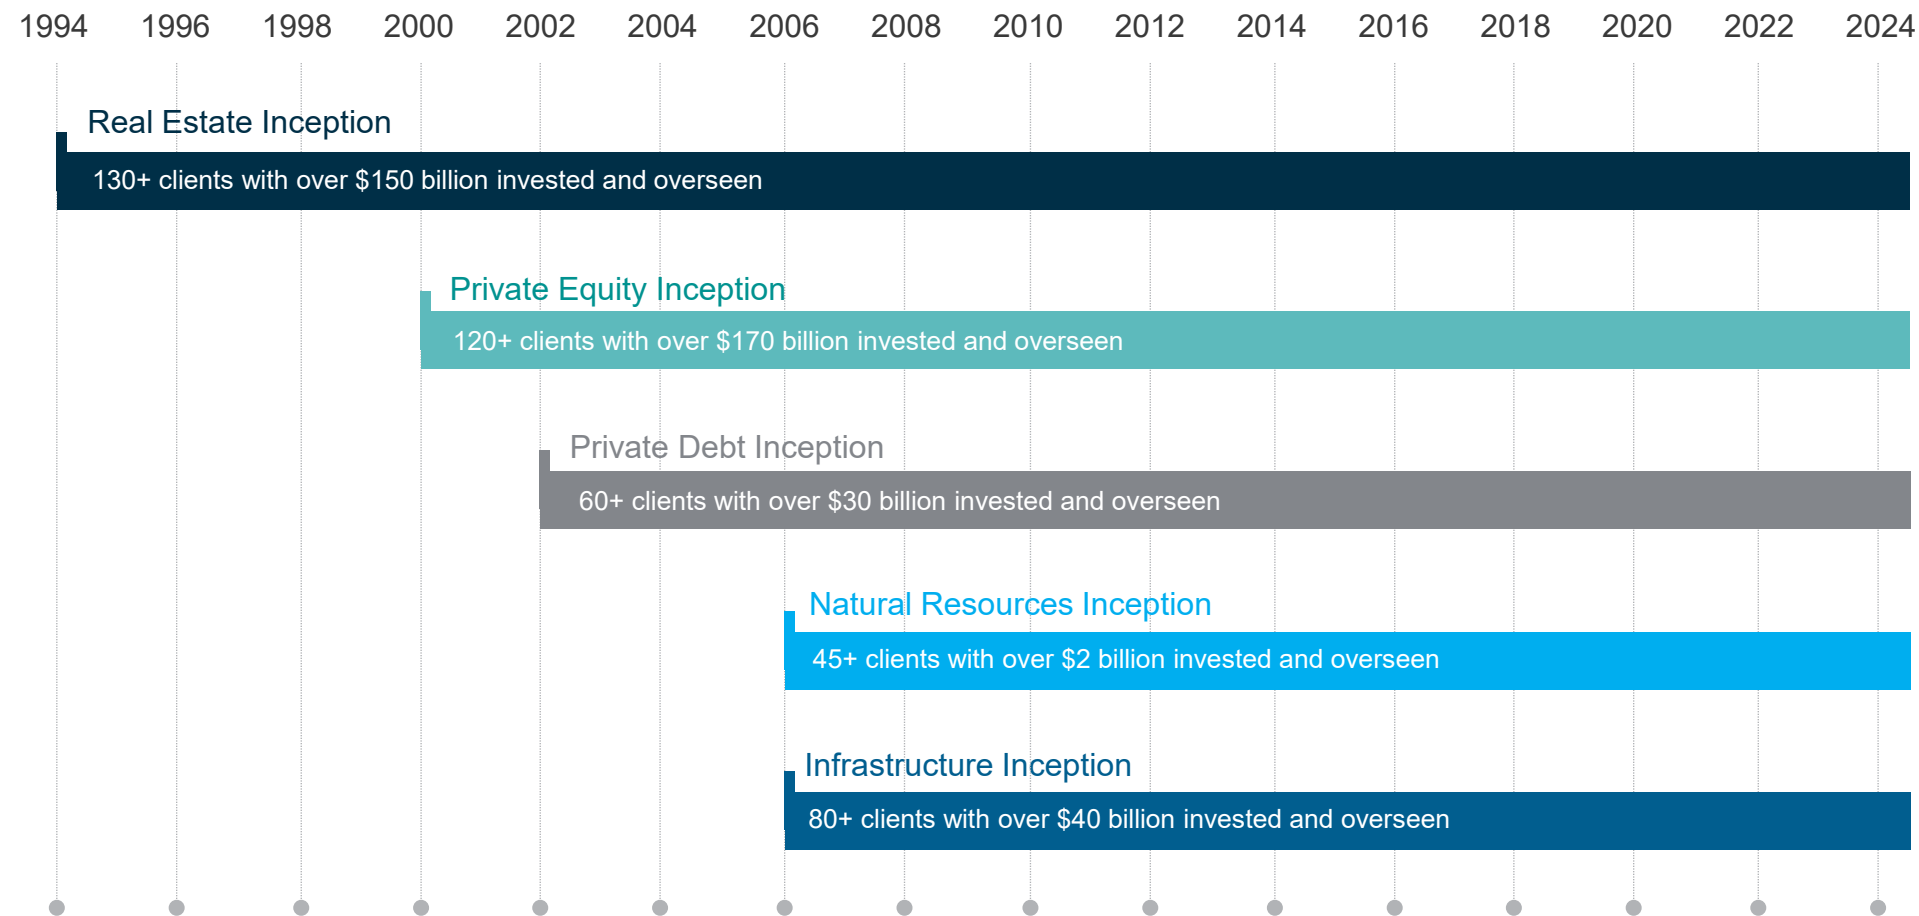 1994 1996 1998 2000 2002 2004 2006 2008 2010 2012 2014 2016 2018 2020 2022 2024
Real Estate Inception
130+ clients with over $150 billion invested and overseen
Private Equity Inception
120+ clients with over $170 billion invested and overseen
Private Debt Inception
60+ clients with over $30 billion invested and overseen
Natural Resources Inception
45+ clients with over $2 billion invested and overseen
Infrastructure Inception
80+ clients with over $40 billion invested and overseen